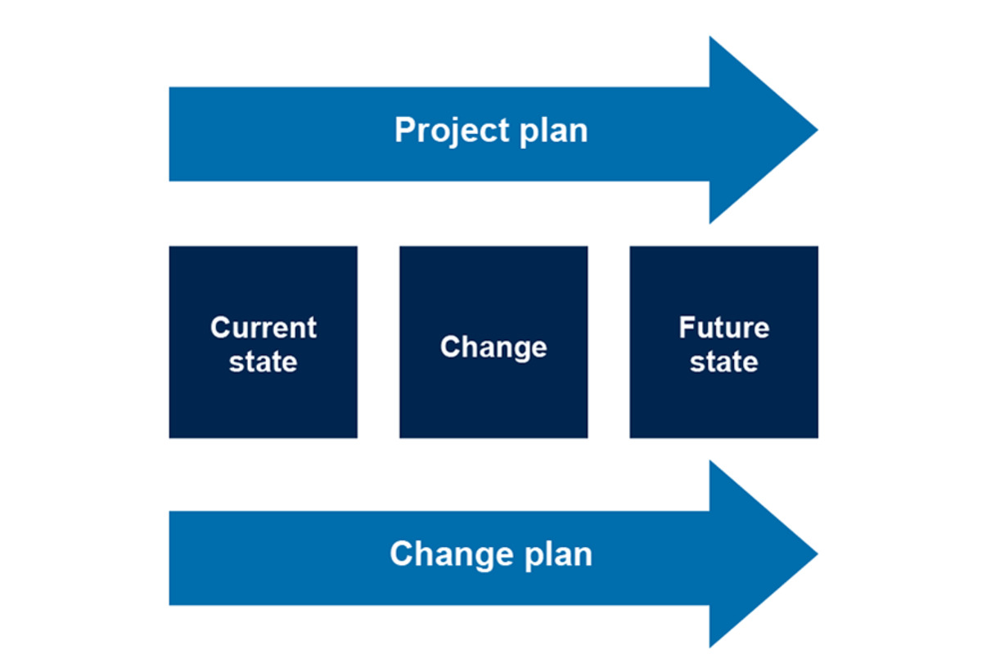 Project plan
Current
state
Change
Future
state
Change plan